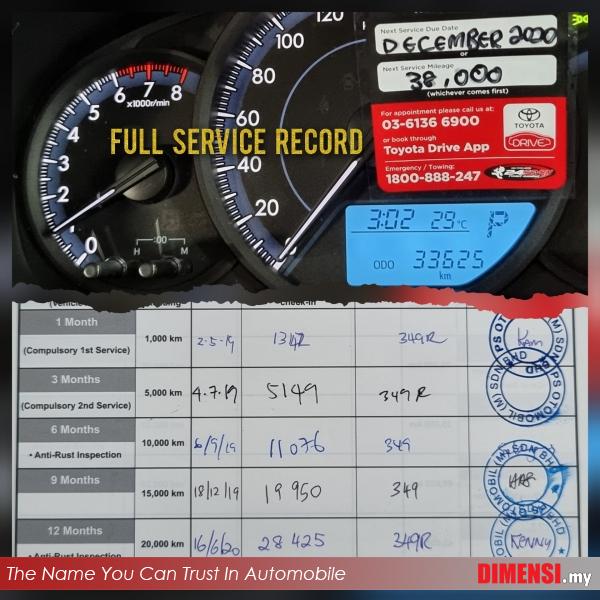 120
100
80
60
40
20
8
7
6
5
4
3
2
1
0
x1000r/min
:00
H M
Next Service Due Date
DECEMBER 2020
or
Next Service Mileage
38,000
(whichever comes first)
For appointment please call us at:
03-6136 6900
or book through
Toyota Drive App
TOYOTA
DRIVE
Emergency / Towing:
1800-888-247
FULL SERVICE RECORD
3:02 29°C P
ODO 33625
km
check-in
1 Month
(Compulsory 1st Service)
1,000 km 2-5-19 1342 349R
3 Months
(Compulsory 2nd Service)
5,000 km 4.7.19 5149 349R
6 Months
• Anti-Rust Inspection
10,000 km 6/9/19 11076 349
9 Months
15,000 km 18/12/19 19950 349
12 Months
• Anti-Rust Inspection
20,000 km 16/6/20 28425 349R
KENNY
The Name You Can Trust In Automobile
DIMENSI.my